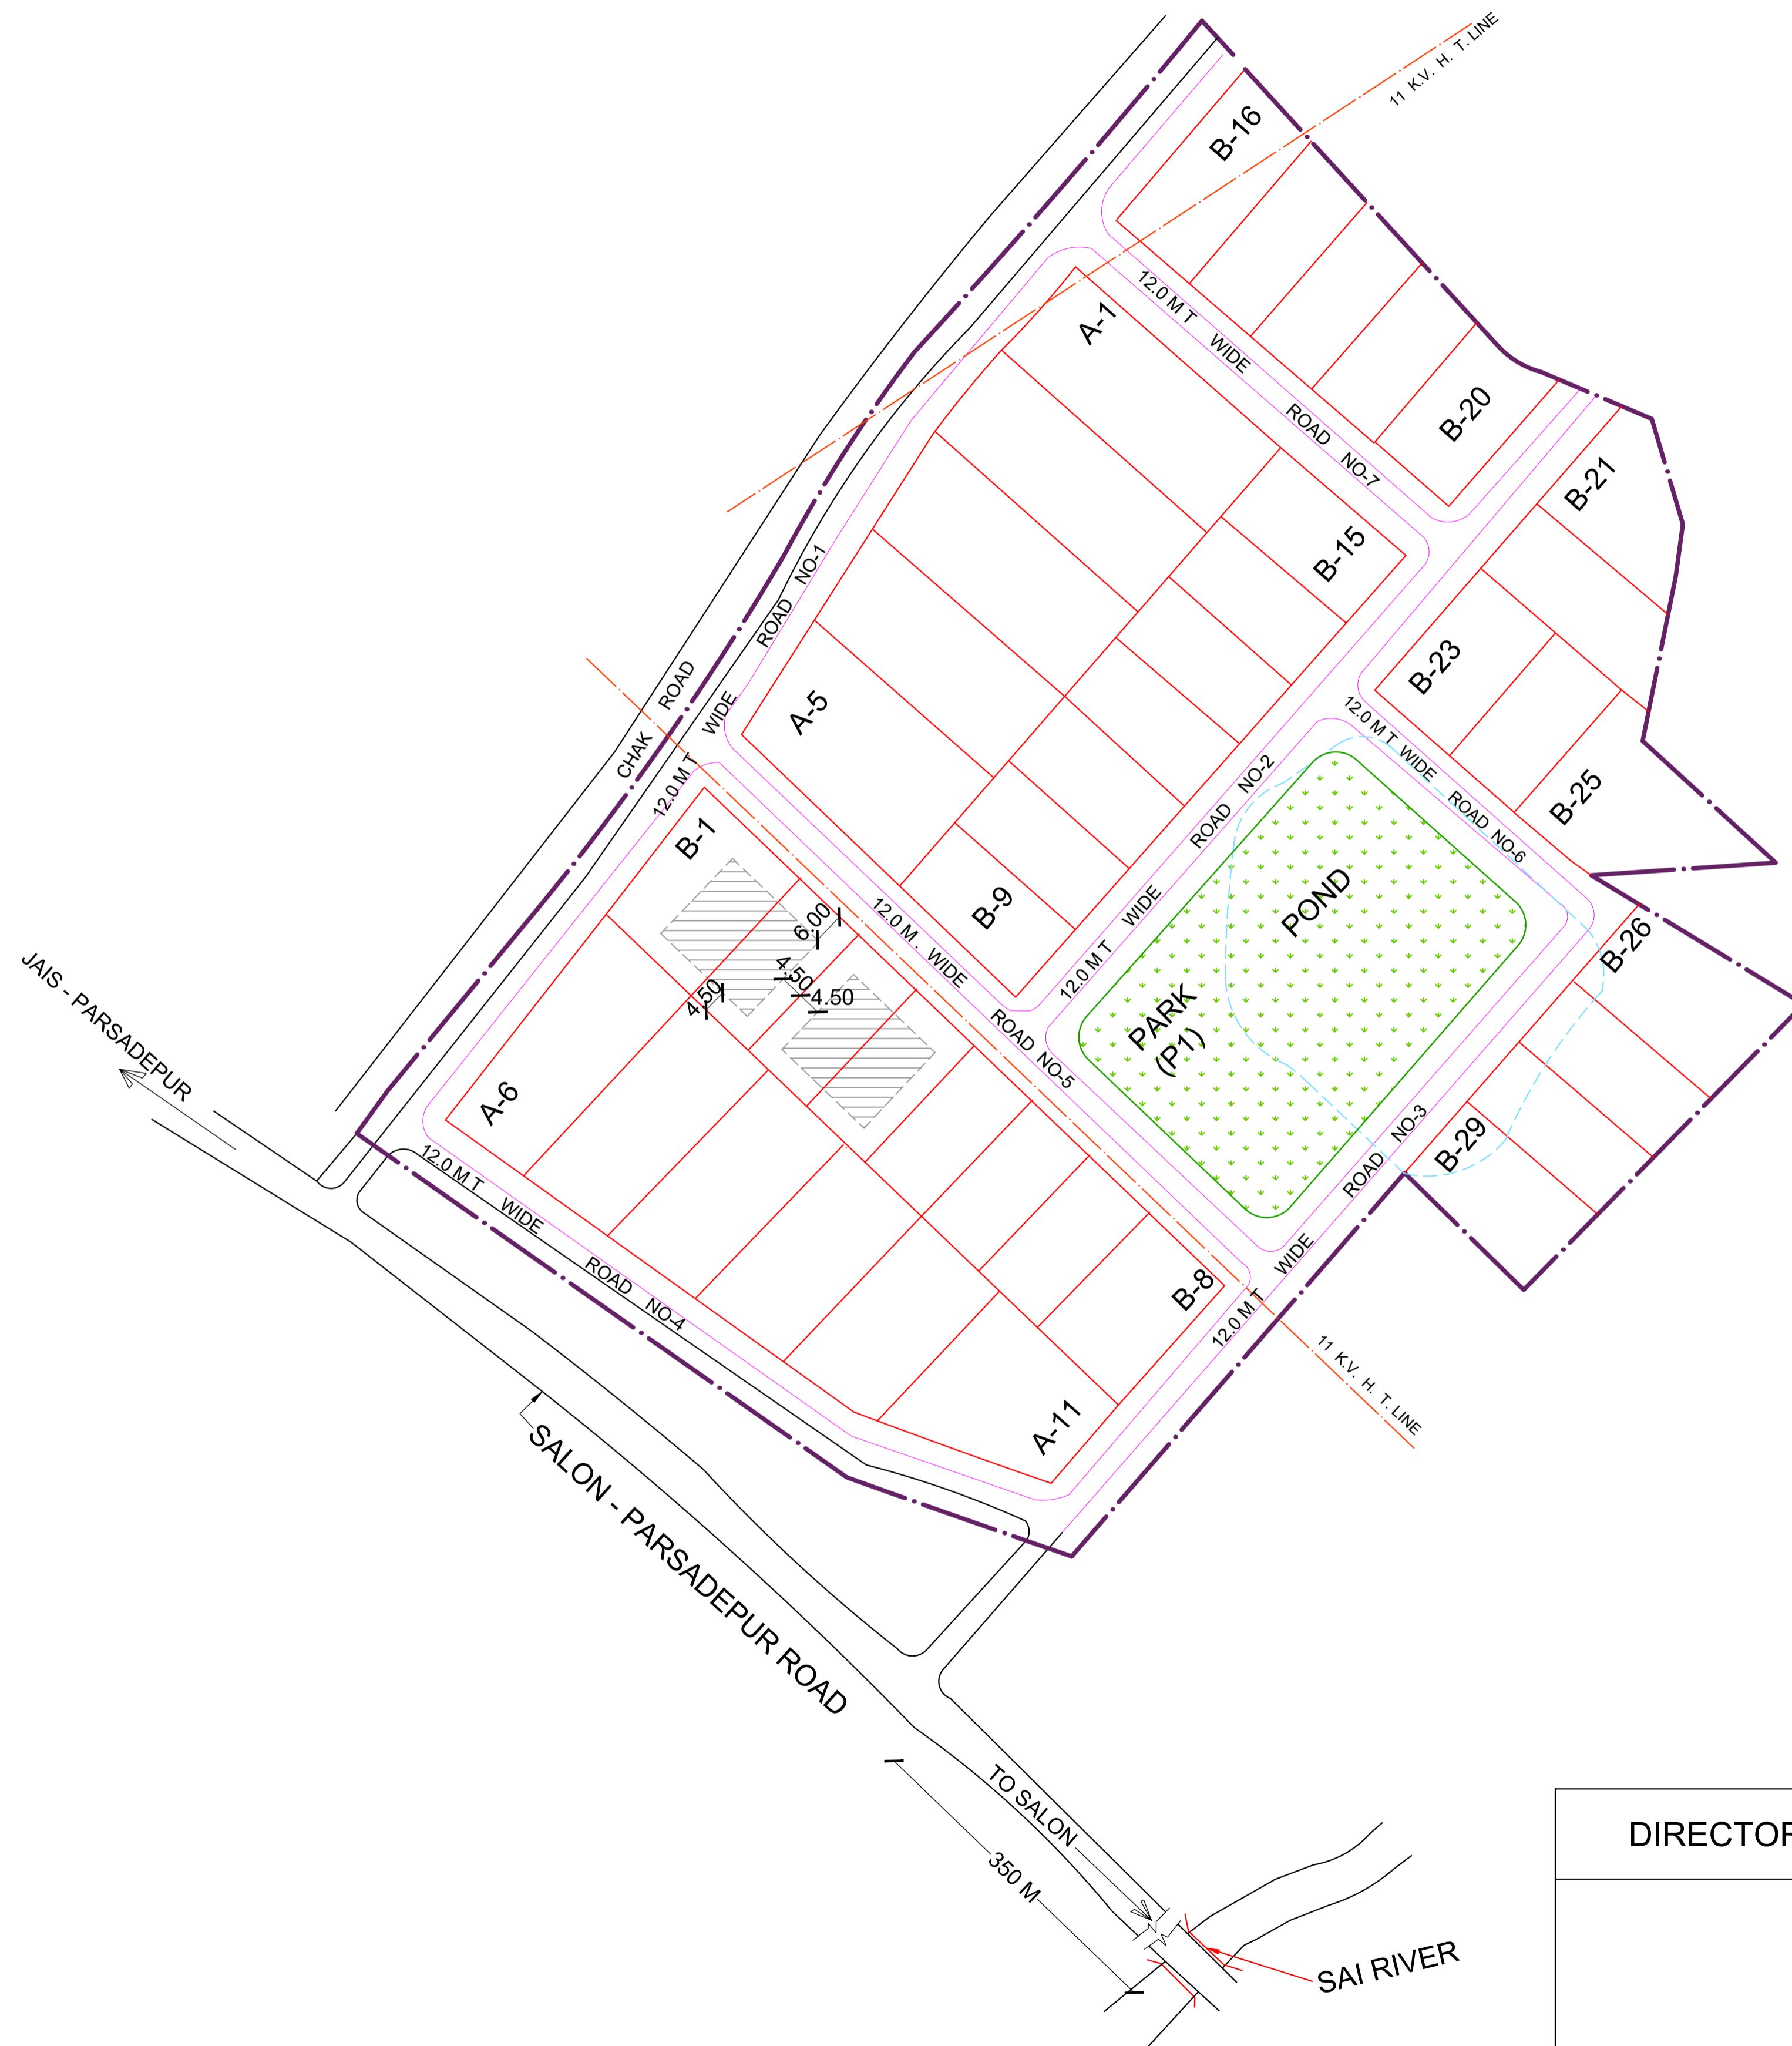 11 K.V. H. T. LINE
B-16
A-1
12.0 M T WIDE ROAD NO-7
B-20
B-21
B-15
CHAK ROAD
12.0 M T WIDE ROAD NO-1
A-5
B-23
12.0 M T WIDE ROAD NO-6
B-25
B-1
B-9
12.0 M T WIDE ROAD NO-2
POND
PARK
(P1)
B-26
6.00
4.50
4.50
4.50
12.0 M. WIDE ROAD NO-5
JAIS - PARSADEPUR
A-6
12.0 M T WIDE ROAD NO-4
12.0 M T WIDE ROAD NO-3
B-29
B-8
11 K.V. H. T. LINE
A-11
SALON - PARSADEPUR ROAD
TO SALON
350 M
SAI RIVER
DIRECTOR